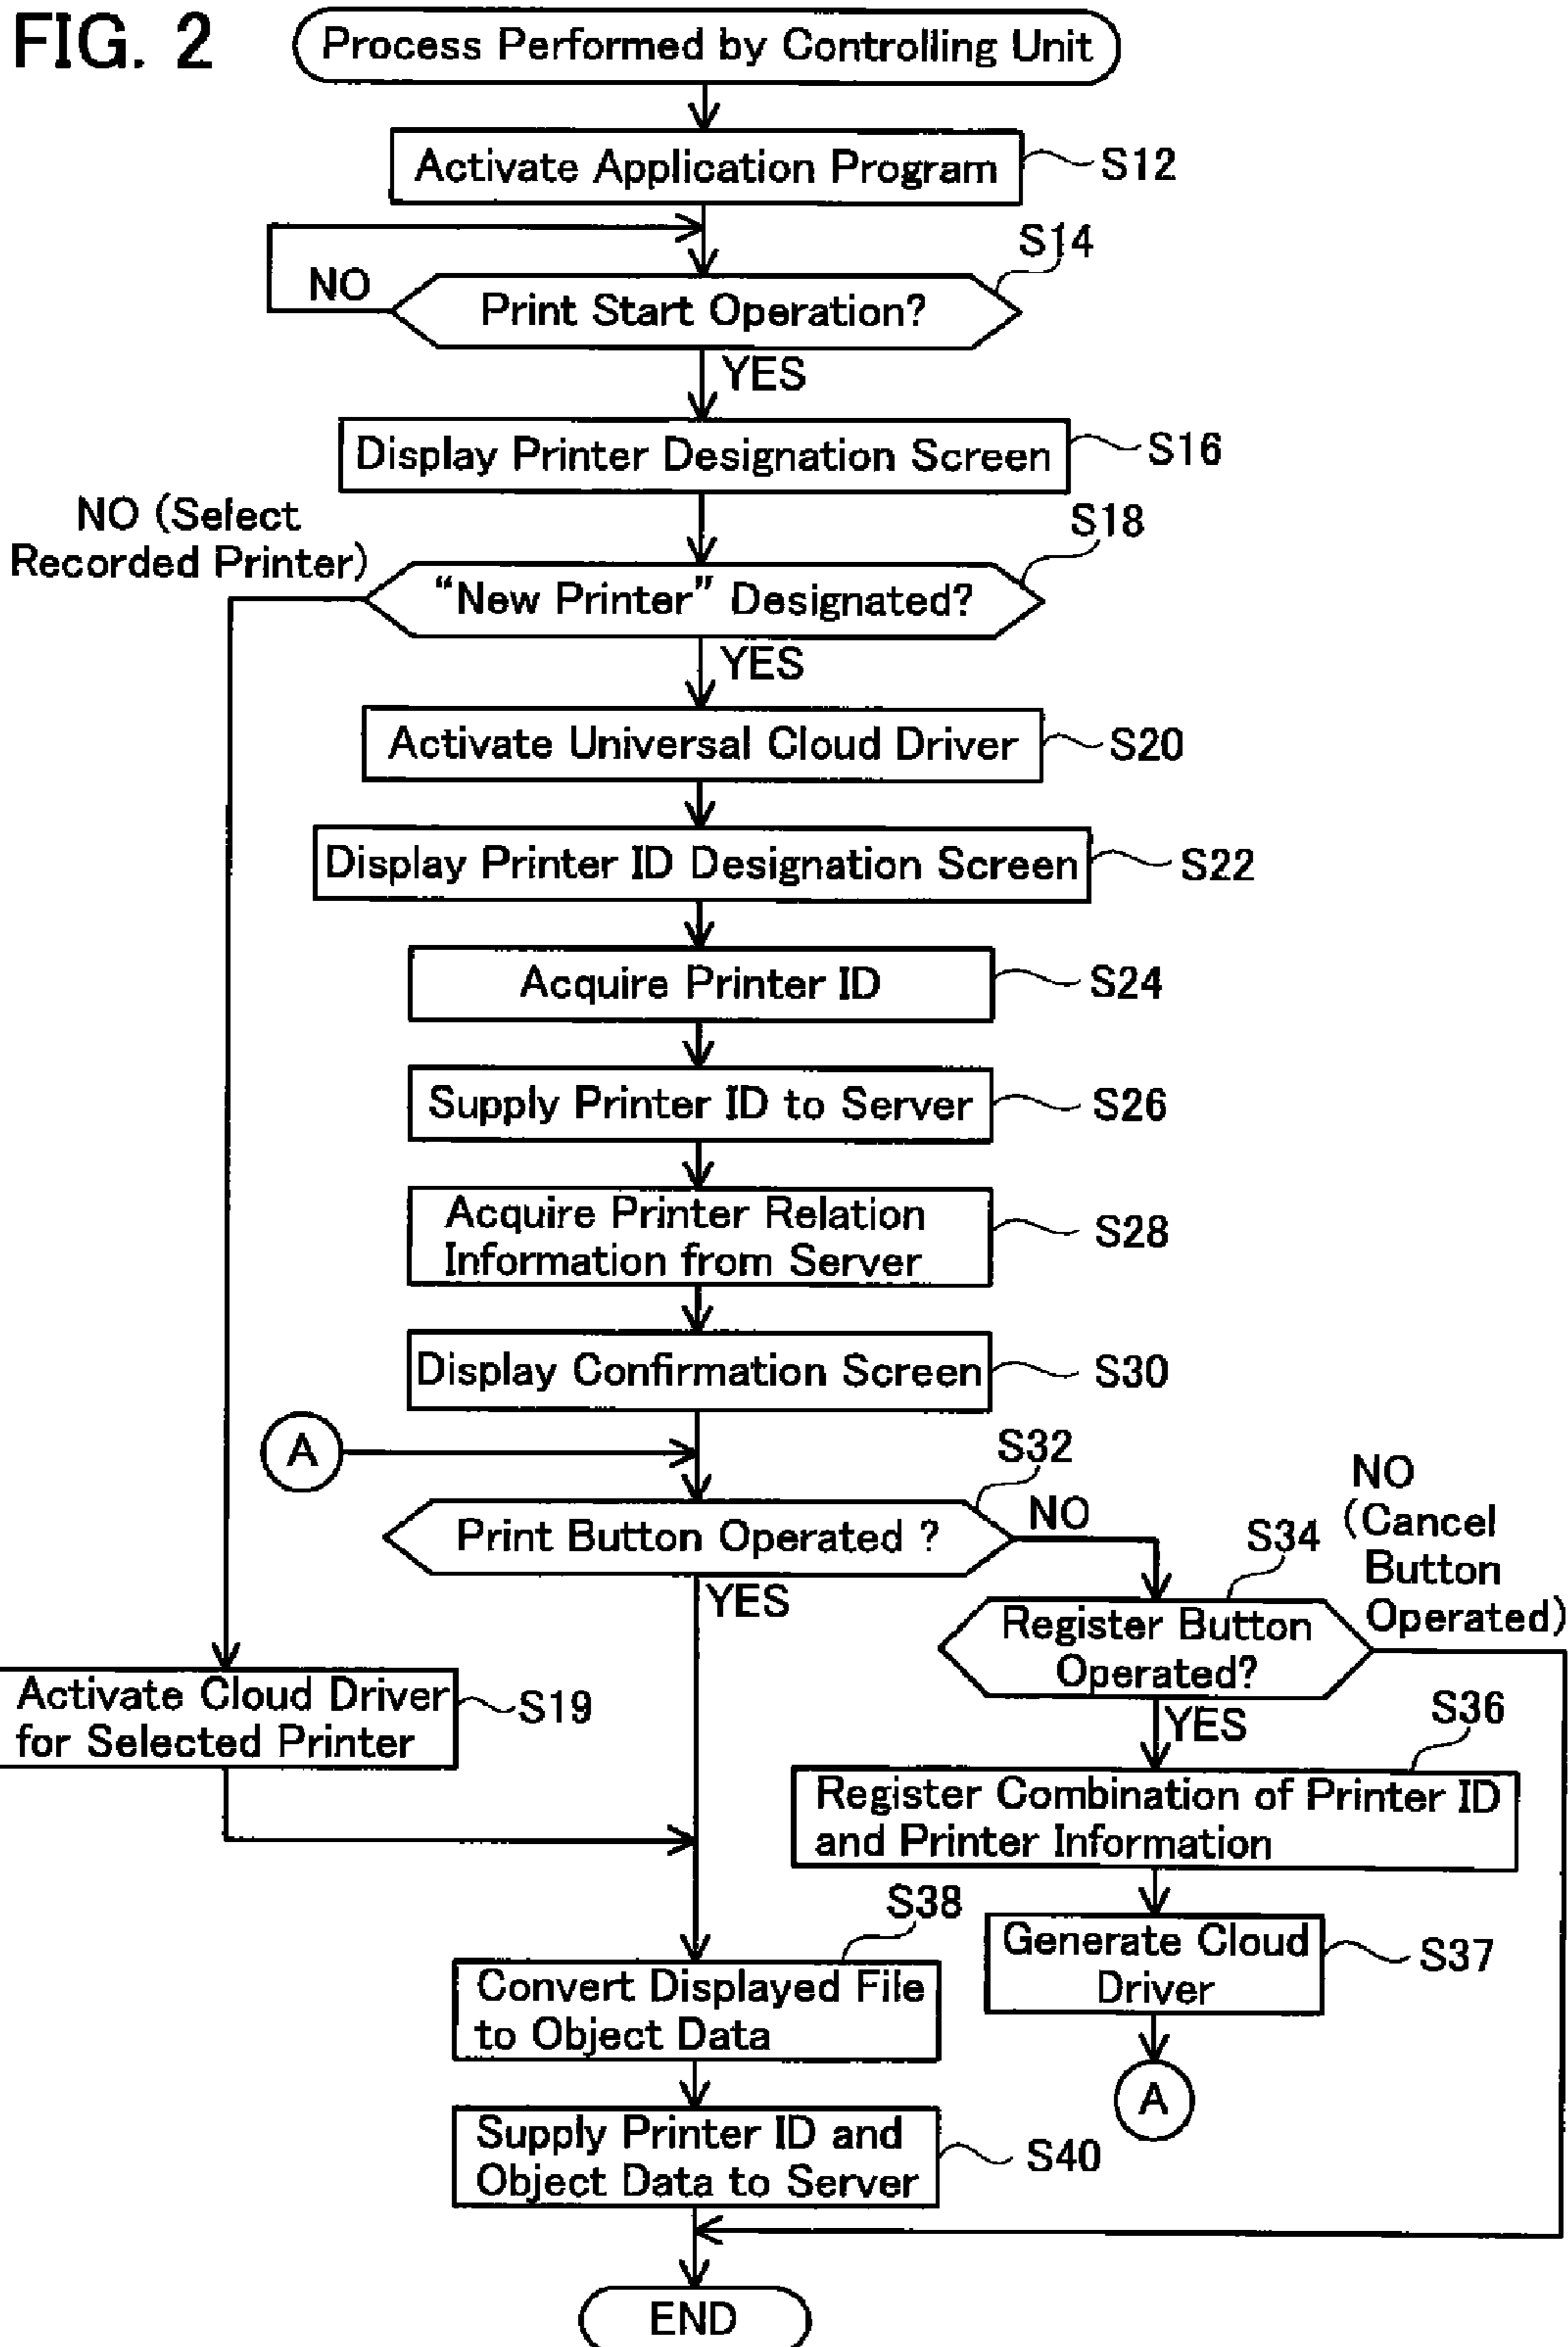 FIG. 2
Process Performed by Controlling Unit
Activate Application Program
S12
S14
NO
Print Start Operation?
YES
Display Printer Designation Screen
S16
NO (Select
Recorded Printer)
S18
“New Printer” Designated?
YES
Activate Universal Cloud Driver
S20
Display Printer ID Designation Screen
S22
Acquire Printer ID
S24
Supply Printer ID to Server
S26
Acquire Printer Relation
Information from Server
S28
Display Confirmation Screen
S30
A
S32
Print Button Operated ?
NO
YES
S34
NO
(Cancel
Button
Operated)
Register Button
Operated?
YES
Activate Cloud Driver
for Selected Printer
S19
S36
Register Combination of Printer ID
and Printer Information
S38
Convert Displayed File
to Object Data
Generate Cloud
Driver
S37
A
Supply Printer ID and
Object Data to Server
S40
END